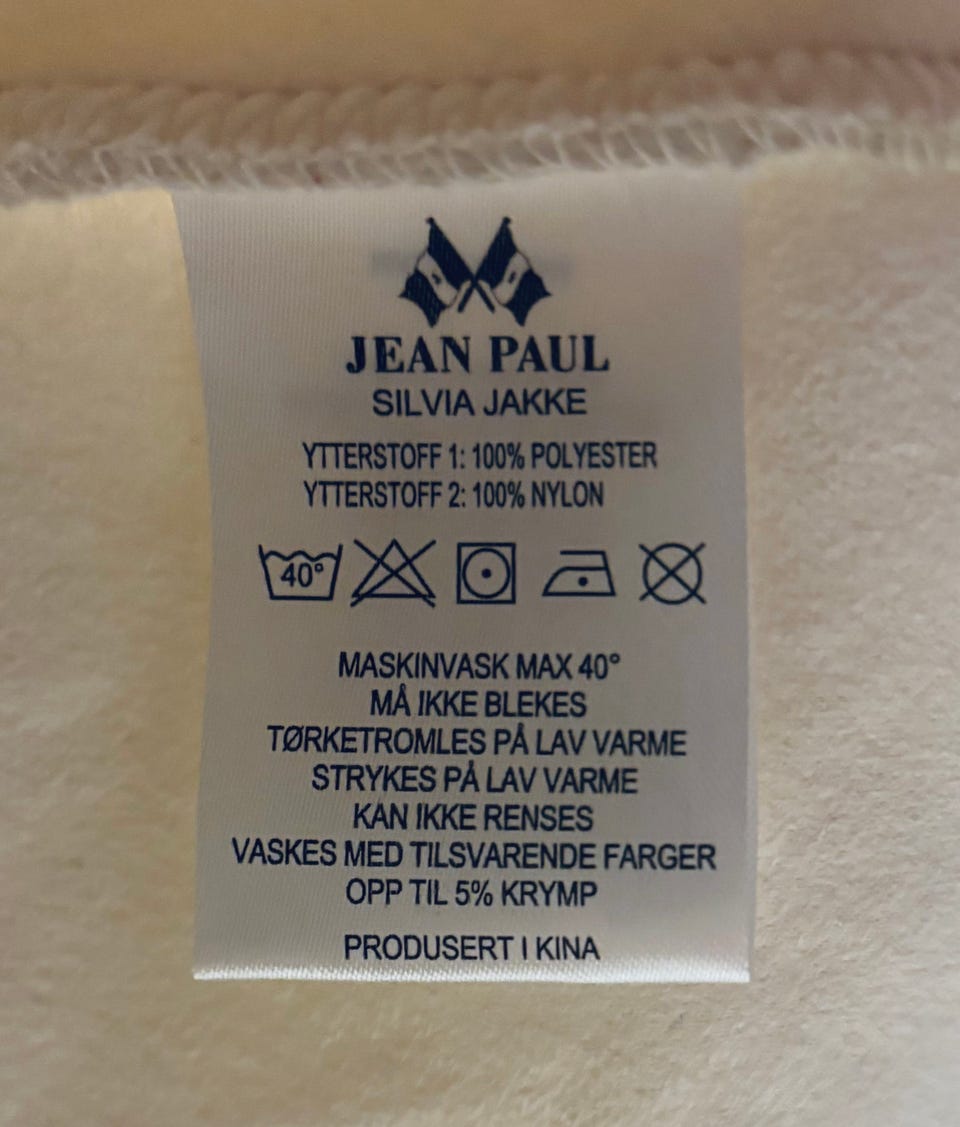 JEAN PAUL
SILVIA JAKKE
YTTERSTOFF 1: 100% POLYESTER
YTTERSTOFF 2: 100% NYLON
40°
MASKINVASK MAX 40°
MÅ IKKE BLEKES
TØRKETROMLES PÅ LAV VARME
STRYKES PÅ LAV VARME
KAN IKKE RENSES
VASKES MED TILSVARENDE FARGER
OPP TIL 5% KRYMP
PRODUSERT I KINA